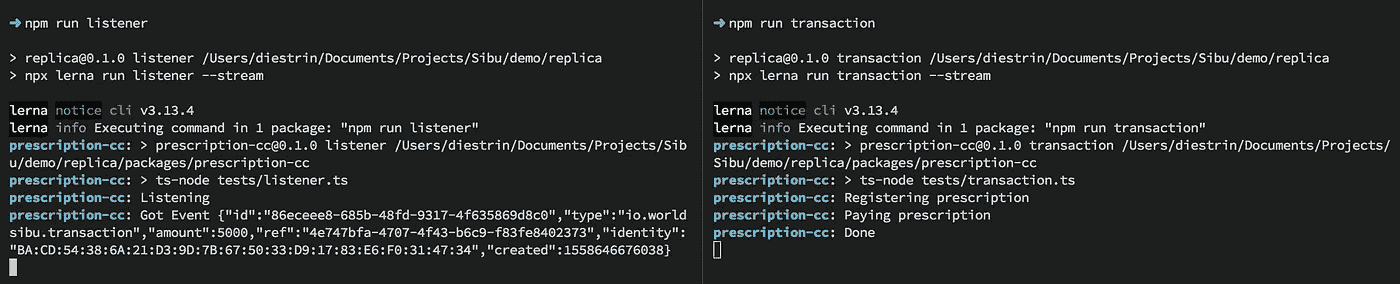 ➜ npm run listener
> replica@0.1.0 listener /Users/diestrin/Documents/Projects/Sibu/demo/replica
> npx lerna run listener --stream
lerna notice cli v3.13.4
lerna info Executing command in 1 package: "npm run listener"
prescription-cc: > prescription-cc@0.1.0 listener /Users/diestrin/Documents/Projects/Sib
u/demo/replica/packages/prescription-cc
prescription-cc: > ts-node tests/listener.ts
prescription-cc: Listening
prescription-cc: Got Event {"id":"86eceee8-685b-48fd-9317-4f635869d8c0","type":"io.world
sibu.transaction","amount":5000,"ref":"4e747bfa-4707-4f43-b6c9-f83fe8402373","identity":
"BA:CD:54:38:6A:21:D3:9D:7B:67:50:33:D9:17:83:E6:F0:31:47:34","created":1558646676038}
➜ npm run transaction
> replica@0.1.0 transaction /Users/diestrin/Documents/Projects/Sibu/demo/replica
> npx lerna run transaction --stream
lerna notice cli v3.13.4
lerna info Executing command in 1 package: "npm run transaction"
prescription-cc: > prescription-cc@0.1.0 transaction /Users/diestrin/Documents/Projects/
Sibu/demo/replica/packages/prescription-cc
prescription-cc: > ts-node tests/transaction.ts
prescription-cc: Registering prescription
prescription-cc: Paying prescription
prescription-cc: Done